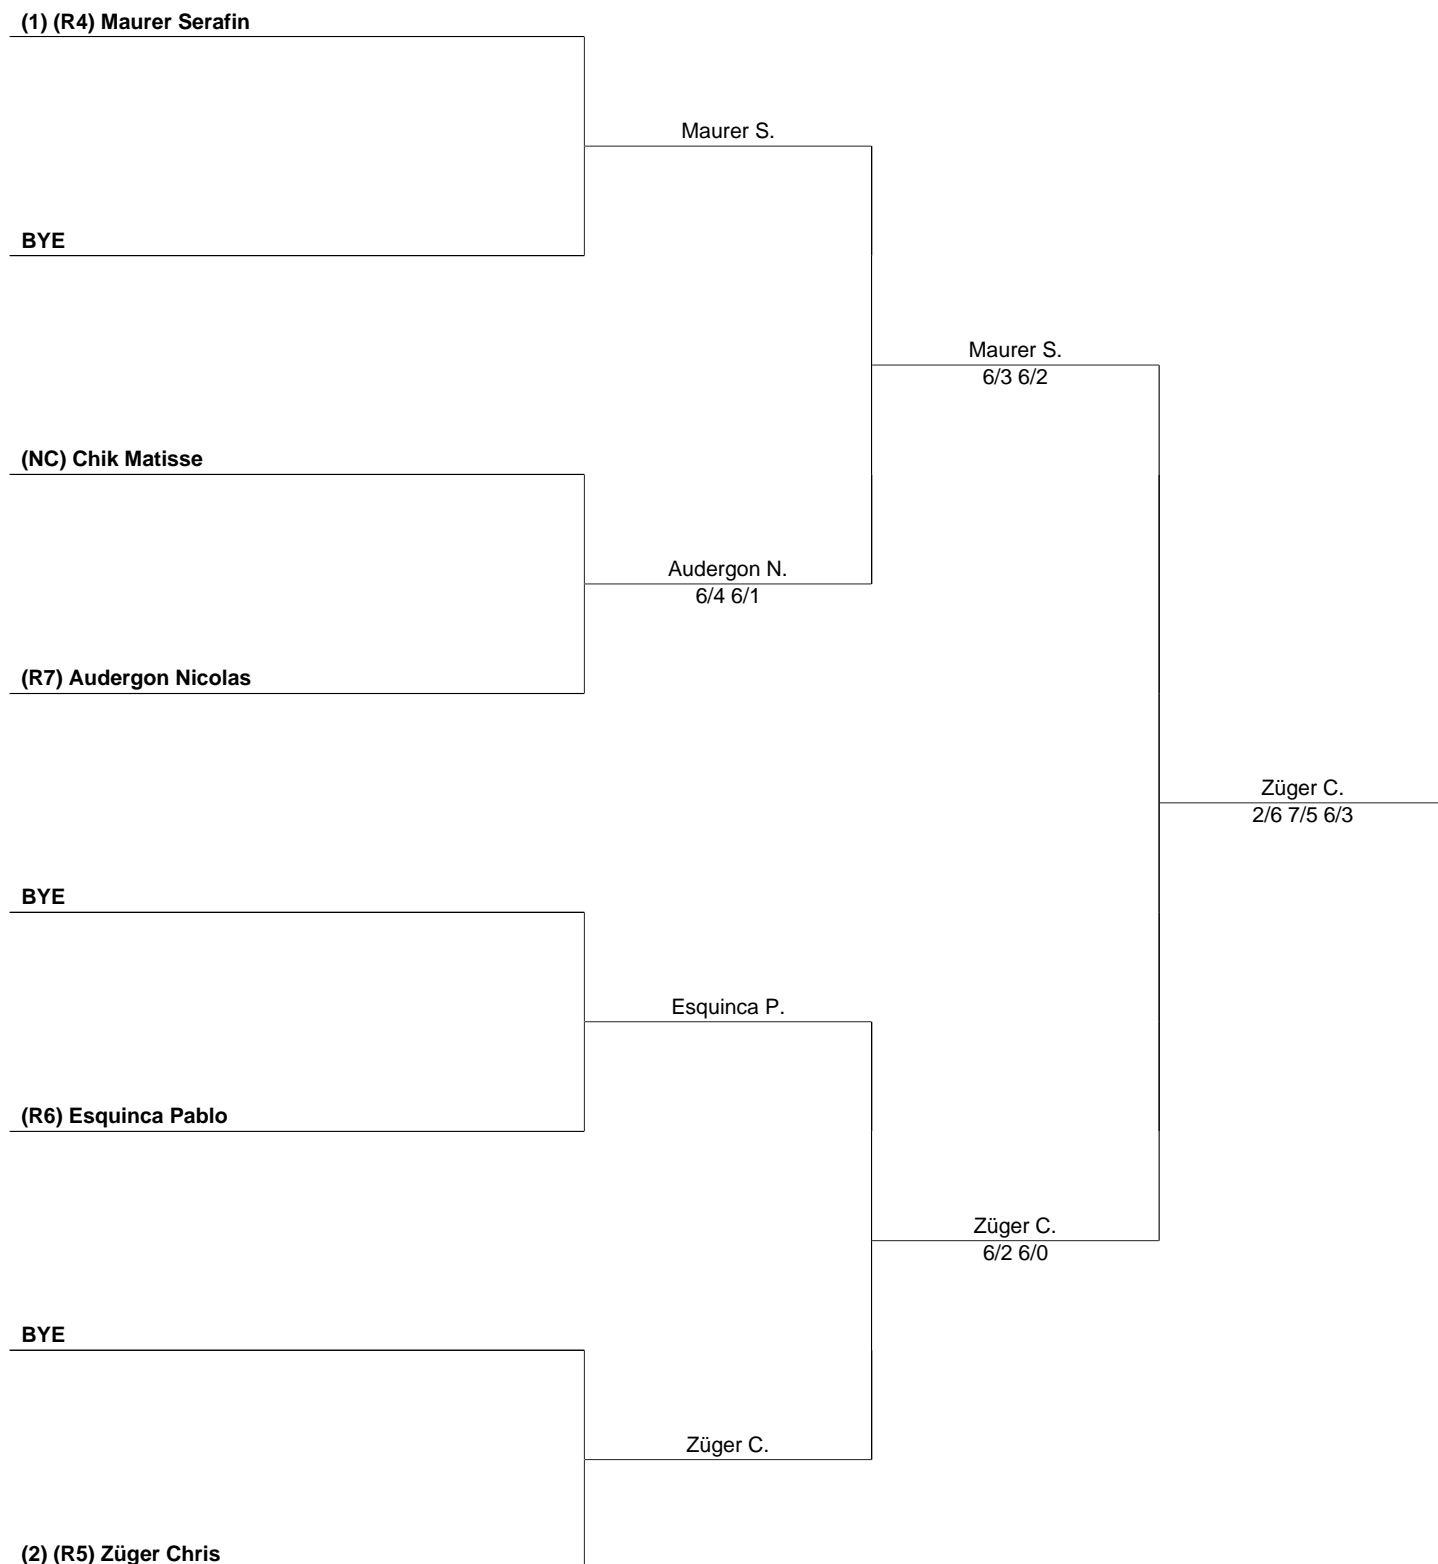 (1) (R4) Maurer Serafin
Maurer S.
BYE
Maurer S.
6/3 6/2
(NC) Chik Matisse
Audergon N.
6/4 6/1
(R7) Audergon Nicolas
Züger C.
2/6 7/5 6/3
BYE
Esquinca P.
(R6) Esquinca Pablo
Züger C.
6/2 6/0
BYE
Züger C.
(2) (R5) Züger Chris